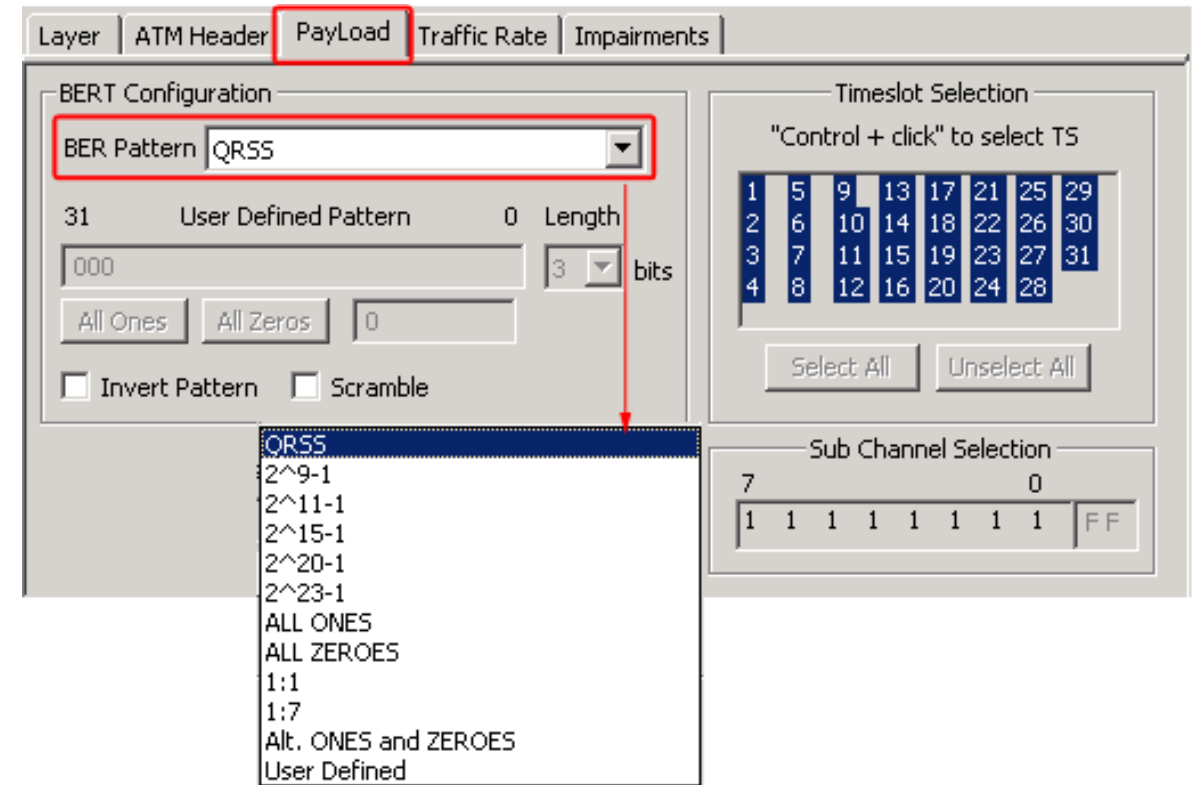 Layer ATM Header PayLoad Traffic Rate Impairments
BERT Configuration
BER Pattern QRSS
31 User Defined Pattern 0 Length
000 3 bits
All Ones All Zeros 0
Invert Pattern Scramble
QRSS
2^9-1
2^11-1
2^15-1
2^20-1
2^23-1
ALL ONES
ALL ZEROES
1:1
1:7
Alt. ONES and ZEROES
User Defined
Timeslot Selection
"Control + click" to select TS
1 5 9 13 17 21 25 29
2 6 10 14 18 22 26 30
3 7 11 15 19 23 27 31
4 8 12 16 20 24 28
Select All Unselect All
Sub Channel Selection
7 0
1 1 1 1 1 1 1 1 FF